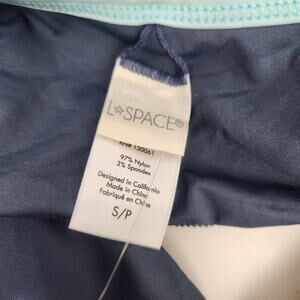 L★SPACE®
RN# 130061
97% Nylon
3% Spandex
Designed in California
Made in China
Fabriqué en Chine
S/P